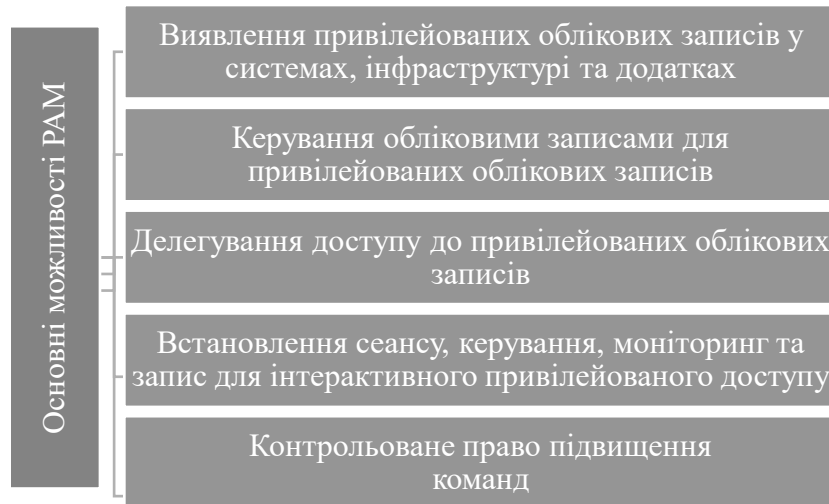 Основні можливості РАМ
Виявлення привілейованих облікових записів у
системах, інфраструктурі та додатках
Керування обліковими записами для
привілейованих облікових записів
Делегування доступу до привілейованих облікових
записів
Встановлення сеансу, керування, моніторинг та
запис для інтерактивного привілейованого доступу
Контрольоване право підвищення
команд